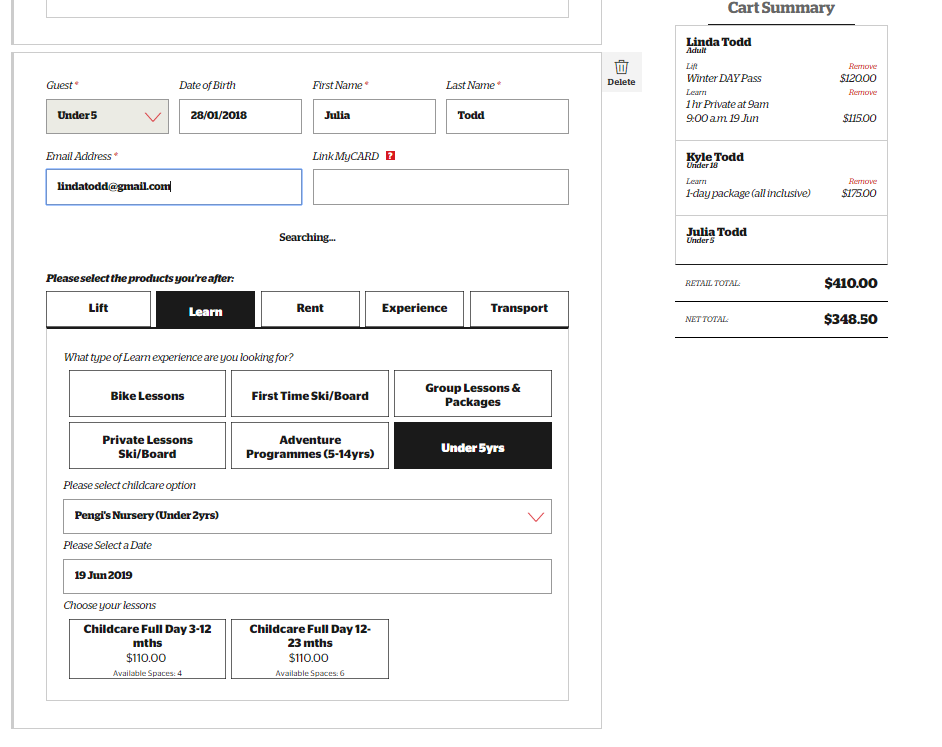 Guest * Date of Birth First Name * Last Name *
Under 5 28/01/2018 Julia Todd
Delete
Email Address * Link MyCARD ?
lindatodd@gmail.com
Searching...
Please select the products you're after:
Lift Learn Rent Experience Transport
What type of Learn experience are you looking for?
Bike Lessons
First Time Ski/Board
Group Lessons &
Packages
Private Lessons
Ski/Board
Adventure
Programmes (5-14yrs)
Under 5yrs
Please select childcare option
Pengi's Nursery (Under 2yrs)
Please Select a Date
19 Jun 2019
Choose your lessons
Childcare Full Day 3-12
mths
$110.00
Available Spaces: 4
Childcare Full Day 12-
23 mths
$110.00
Available Spaces: 6
Cart Summary
Linda Todd
Adult
Lift Remove
Winter DAY Pass $120.00
Learn Remove
1 hr Private at 9am
9:00 a.m. 19 Jun $115.00
Kyle Todd
Under 18
Learn Remove
1-day package (all inclusive) $175.00
Julia Todd
Under 5
RETAIL TOTAL: $410.00
NET TOTAL: $348.50